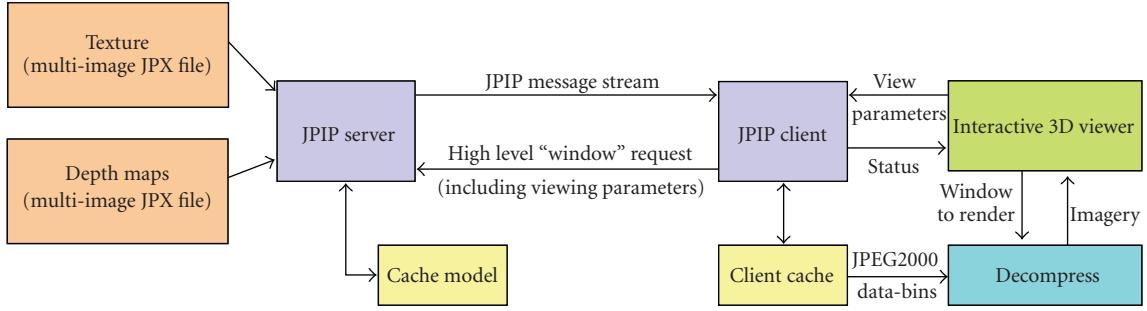 Texture
(multi-image JPX file)
Depth maps
(multi-image JPX file)
JPIP server
Cache model
JPIP message stream
High level “window” request
(including viewing parameters)
JPIP client
Client cache
View
parameters
Status
JPEG2000
data-bins
Interactive 3D viewer
Window
to render
Imagery
Decompress